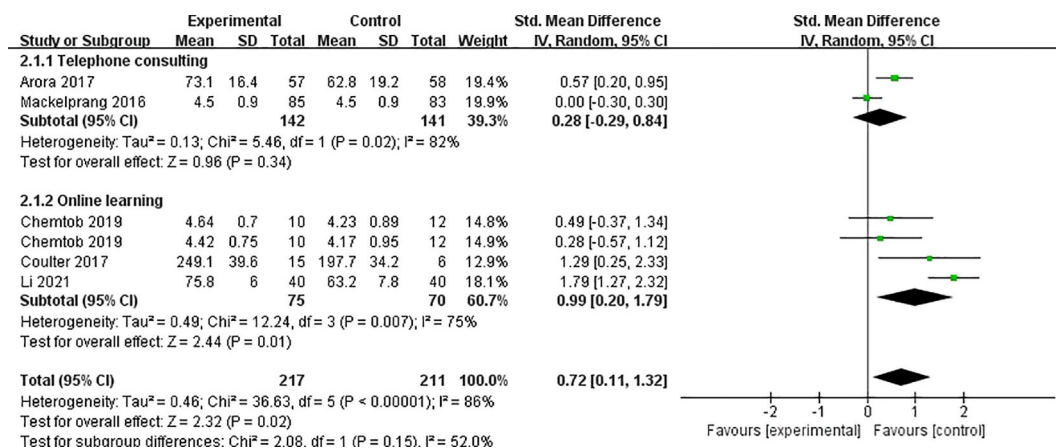 Experimental Control Std. Mean Difference Std. Mean Difference
Study or Subgroup Mean SD Total Mean SD Total Weight IV, Random, 95% CI IV, Random, 95% CI
2.1.1 Telephone consulting
Arora 2017 73.1 16.4 57 62.8 19.2 58 19.4% 0.57 [0.20, 0.95]
Mackelprang 2016 4.5 0.9 85 4.5 0.9 83 19.9% 0.00 [-0.30, 0.30]
Subtotal (95% CI) 142 141 39.3% 0.28 [-0.29, 0.84]
Heterogeneity: Tau² = 0.13; Chi² = 5.46, df = 1 (P = 0.02); I² = 82%
Test for overall effect: Z = 0.96 (P = 0.34)
2.1.2 Online learning
Chemtob 2019 4.64 0.7 10 4.23 0.89 12 14.8% 0.49 [-0.37, 1.34]
Chemtob 2019 4.42 0.75 10 4.17 0.95 12 14.9% 0.28 [-0.57, 1.12]
Coulter 2017 249.1 39.6 15 197.7 34.2 6 12.9% 1.29 [0.25, 2.33]
Li 2021 75.8 6 40 63.2 7.8 40 18.1% 1.79 [1.27, 2.32]
Subtotal (95% CI) 75 70 60.7% 0.99 [0.20, 1.79]
Heterogeneity: Tau² = 0.49; Chi² = 12.24, df = 3 (P = 0.007); I² = 75%
Test for overall effect: Z = 2.44 (P = 0.01)
Total (95% CI) 217 211 100.0% 0.72 [0.11, 1.32]
Heterogeneity: Tau² = 0.46; Chi² = 36.63, df = 5 (P < 0.00001); I² = 86%
Test for overall effect: Z = 2.32 (P = 0.02)
Test for subgroup differences: Chi² = 2.08, df = 1 (P = 0.15), I² = 52.0%
-2 -1 0 1 2
Favours [experimental] Favours [control]